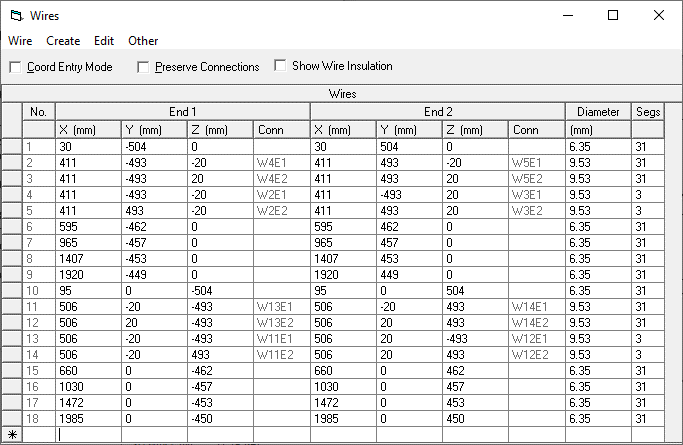 Wires
Wire Create Edit Other
Coord Entry Mode Preserve Connections Show Wire Insulation
Wires
No. End 1 End 2 Diameter Segs
X (mm) Y (mm) Z (mm) Conn X (mm) Y (mm) Z (mm) Conn (mm)
1 30 -504 0 30 504 0 6.35 31
2 411 -493 -20 W4E1 411 493 -20 W5E1 9.53 31
3 411 -493 20 W4E2 411 493 20 W5E2 9.53 31
4 411 -493 -20 W2E1 411 -493 20 W3E1 9.53 3
5 411 493 -20 W2E2 411 493 20 W3E2 9.53 3
6 595 -462 0 595 462 0 6.35 31
7 965 -457 0 965 457 0 6.35 31
8 1407 -453 0 1407 453 0 6.35 31
9 1920 -449 0 1920 449 0 6.35 31
10 95 0 -504 95 0 504 6.35 31
11 506 -20 -493 W13E1 506 -20 493 W14E1 9.53 31
12 506 20 -493 W13E2 506 20 493 W14E2 9.53 31
13 506 -20 -493 W11E1 506 20 -493 W12E1 9.53 3
14 506 -20 493 W11E2 506 20 493 W12E2 9.53 3
15 660 0 -462 660 0 462 6.35 31
16 1030 0 -457 1030 0 457 6.35 31
17 1472 0 -453 1472 0 453 6.35 31
18 1985 0 -450 1985 0 450 6.35 31